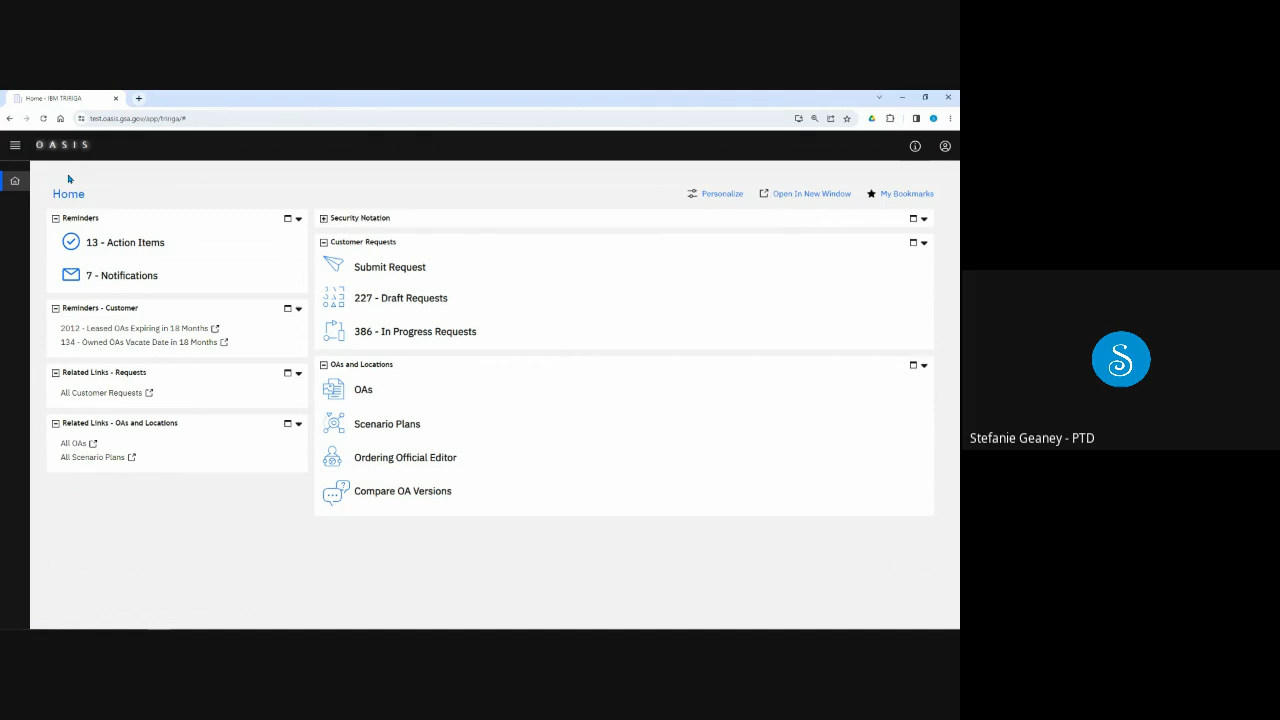 Home - IBM TRIRIGA
test.oasis.gsa.gov/app/tririga/#
OASIS
Home
Personalize
Open In New Window
My Bookmarks
Reminders
13 - Action Items
7 - Notifications
Reminders - Customer
2012 - Leased OAs Expiring in 18 Months
134 - Owned OAs Vacate Date in 18 Months
Related Links - Requests
All Customer Requests
Related Links - OAs and Locations
All OAs
All Scenario Plans
Security Notation
Customer Requests
Submit Request
227 - Draft Requests
386 - In Progress Requests
OAs and Locations
OAs
Scenario Plans
Ordering Official Editor
Compare OA Versions
S
Stefanie Geaney - PTD